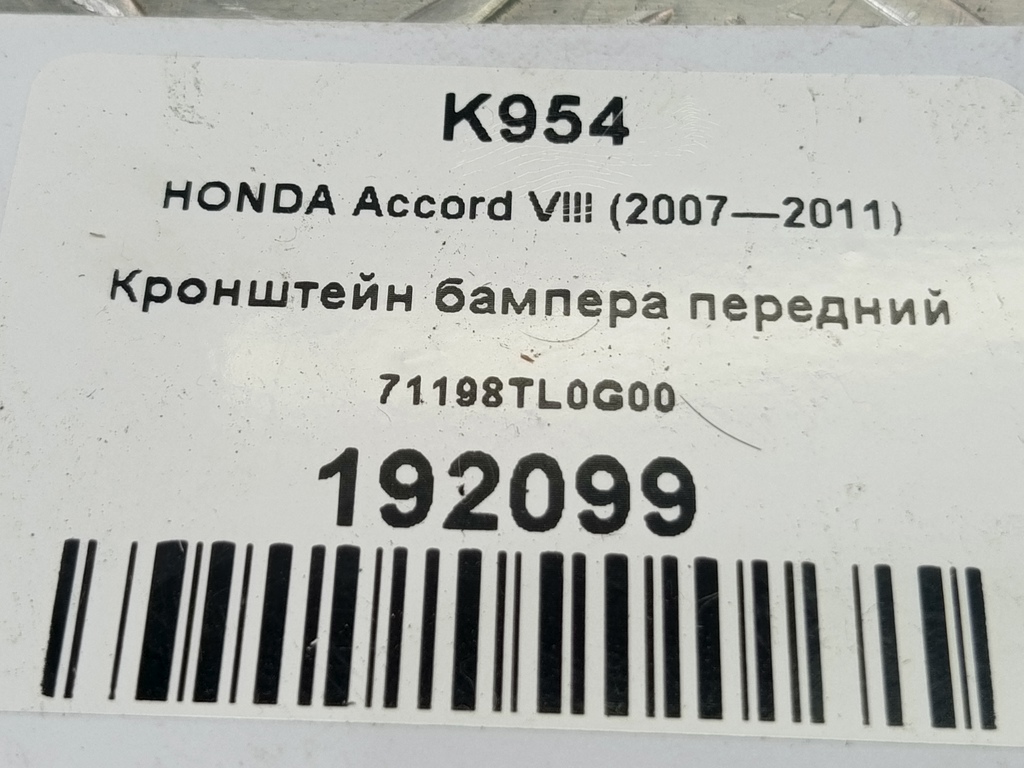 K954
HONDA Accord VIII (2007—2011)
Кронштейн бампера передний
71198TL0G00
192099